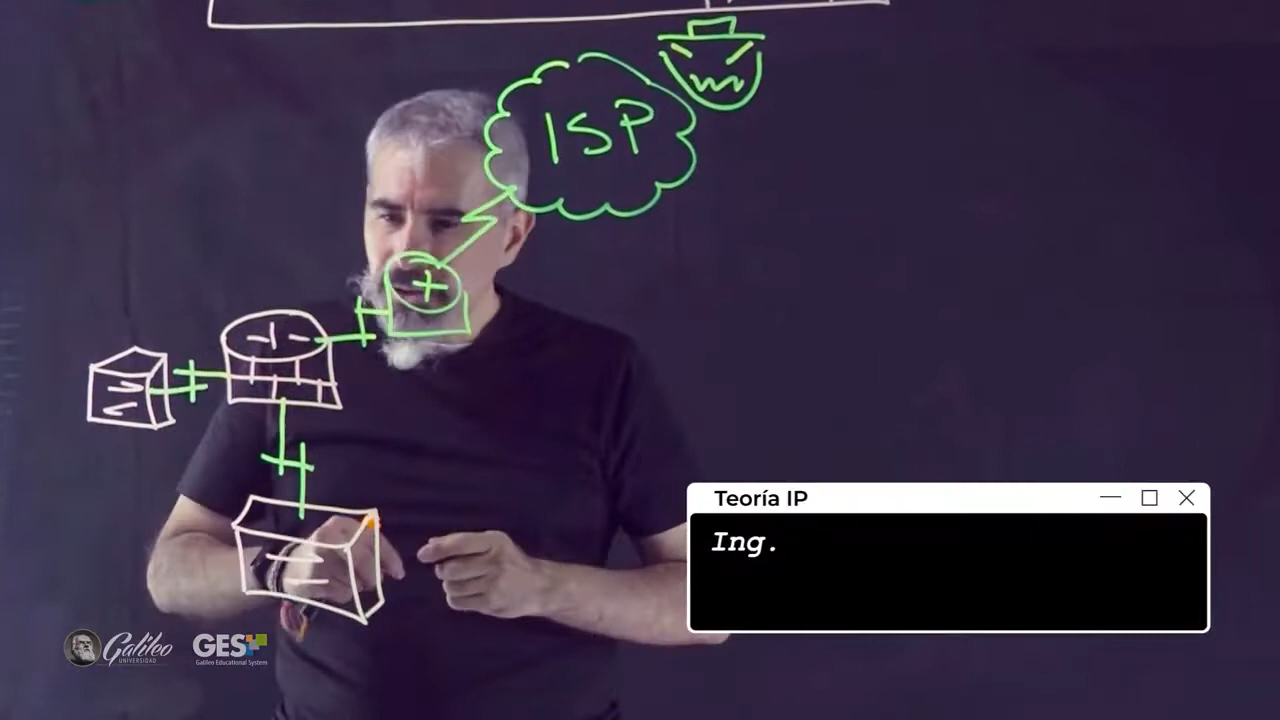 ISP
Teoría IP
Ing.
Galileo
UNIVERSIDAD
GES
Galileo Educational System